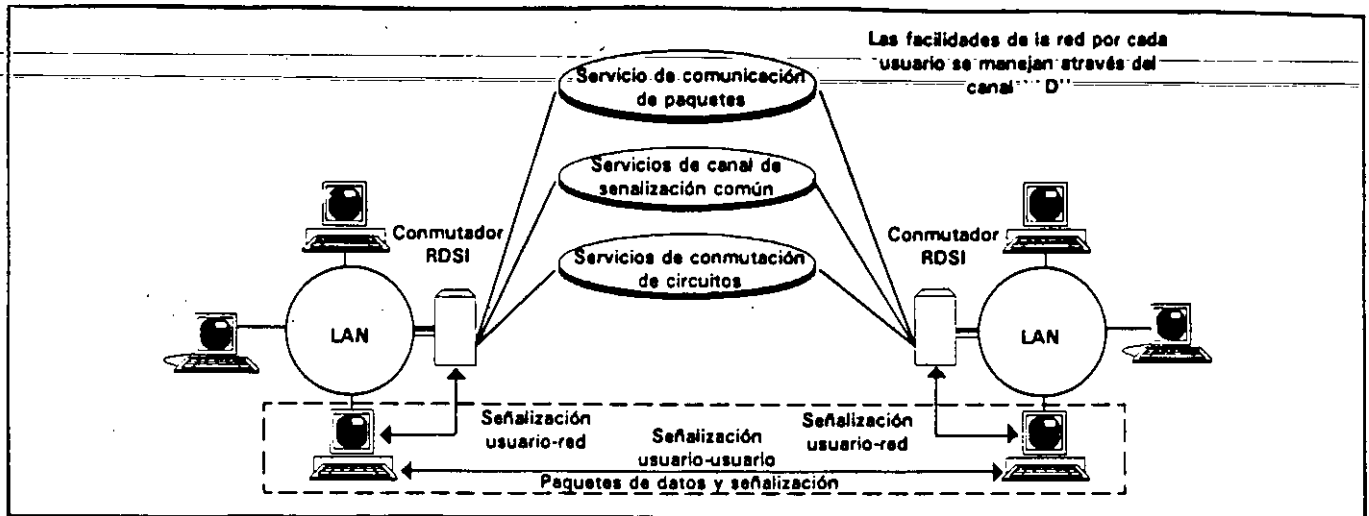 Las facilidades de la red por cada
usuario se manejan através del
canal "D"
Servicio de comunicación
de paquetes
Servicios de canal de
senalización común
Servicios de conmutación
de circuitos
Conmutador
RDSI
Conmutador
RDSI
LAN
LAN
Señalización
usuario-red
Señalización
usuario-usuario
Señalización
usuario-red
Paquetes de datos y señalización